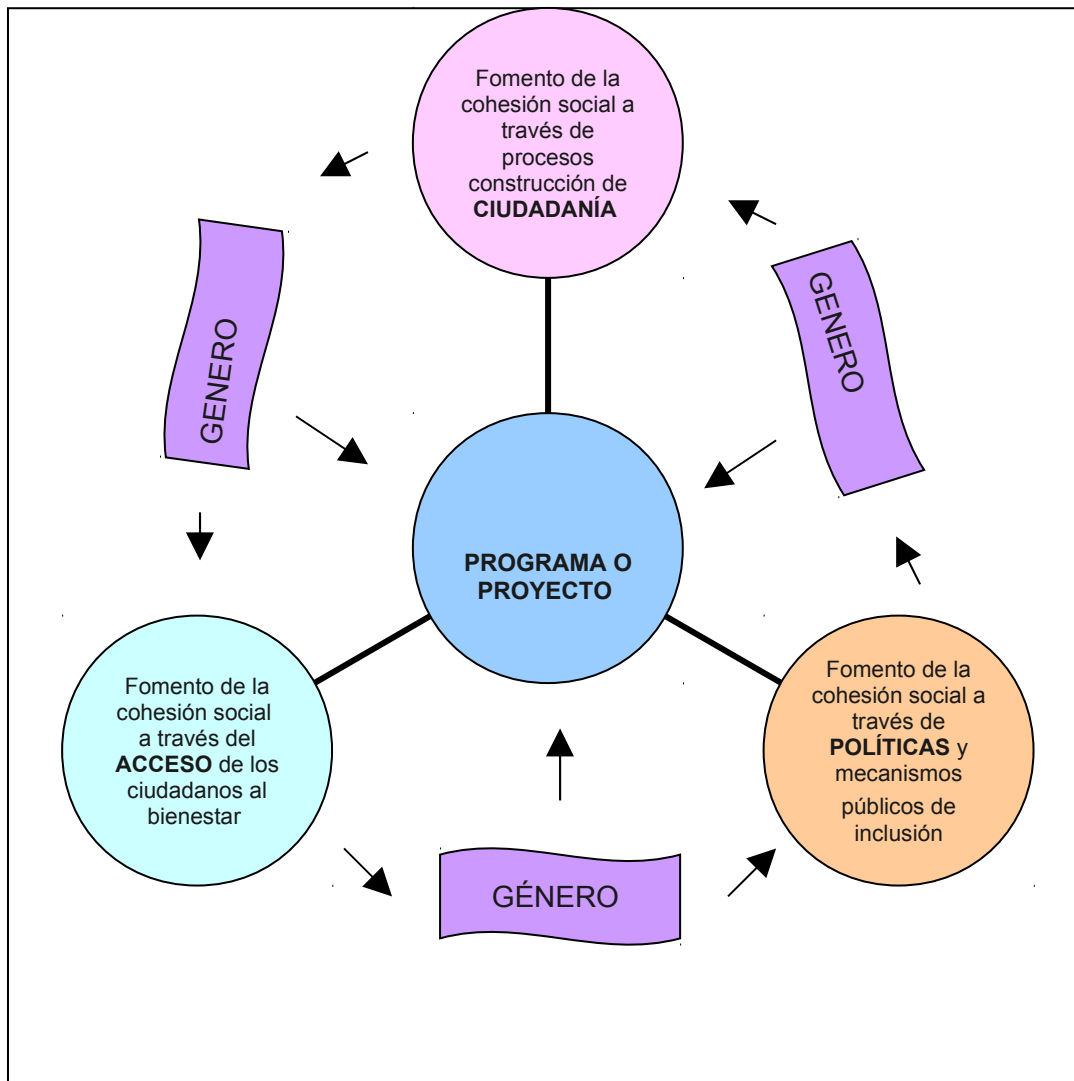 Fomento de la
cohesión social a
través de
procesos
construcción de
CIUDADANÍA
GENERO
GENERO
PROGRAMA O
PROYECTO
Fomento de la
cohesión social
a través del
ACCESO de los
ciudadanos al
bienestar
Fomento de la
cohesión social a
través de
POLÍTICAS y
mecanismos
públicos de
inclusión
GÉNERO